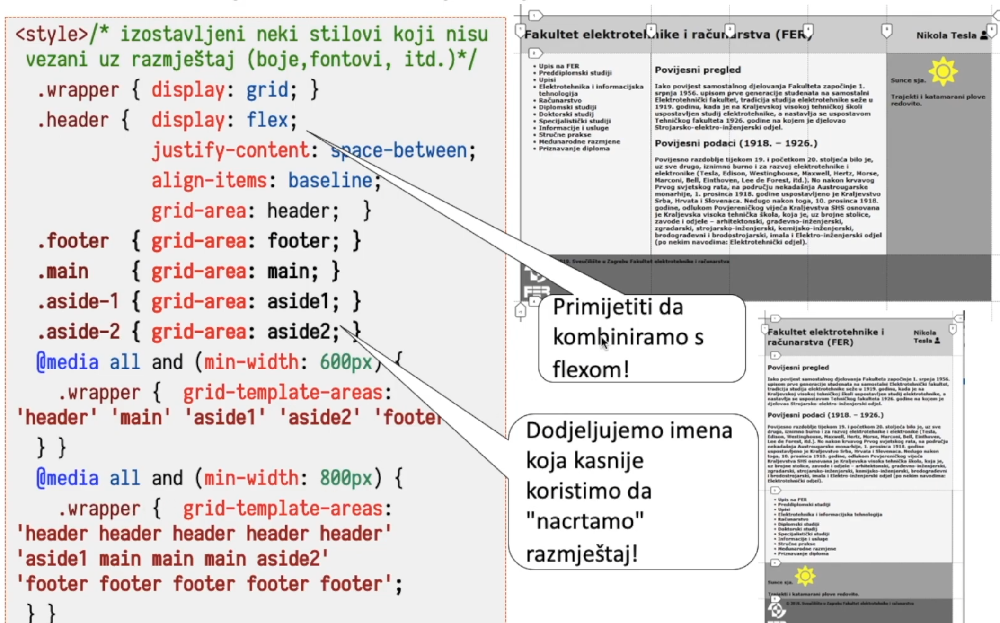 <style>/* izostavljeni neki stilovi koji nisu
vezani uz razmještaj (boje,fontovi, itd.)*/
.wrapper { display: grid; }
.header { display: flex;
justify-content: space-between;
align-items: baseline;
grid-area: header; }
.footer { grid-area: footer; }
.main { grid-area: main; }
.aside-1 { grid-area: aside1; }
.aside-2 { grid-area: aside2; }
@media all and (min-width: 600px) {
.wrapper { grid-template-areas:
'header' 'main' 'aside1' 'aside2' 'footer
} }
@media all and (min-width: 800px) {
.wrapper { grid-template-areas:
'header header header header header'
'aside1 main main main aside2'
'footer footer footer footer footer';
} }
Primijetiti da
kombiniramo s
flexom!
Dodjeljujemo imena
koja kasnije
koristimo da
"nacrtamo"
razmještaj!
Fakultet elektrotehnike i računarstva (FER)
Nikola Tesla
• Upis na FER
• Preddiplomski studiji
• Upisi
• Elektrotehnika i informacijska
tehnologija
• Računarstvo
• Diplomski studiji
• Doktorski studij
• Specijalistički studiji
• Informacije i usluge
• Stručne prakse
• Međunarodne razmjene
• Priznavanje diploma
Povijesni pregled
Iako povijest samostalnog djelovanja Fakulteta započinje 1.
srpnja 1956. upisom prve generacije studenata na samostalni
Elektrotehnički fakultet, tradicija studija elektrotehnike seže u
1919. godinu, kada je na Kraljevskoj visokoj tehničkoj školi
uspostavljen studij elektrotehnike, a nastavlja se uspostavom
Tehničkog fakulteta 1926. godine na kojem je djelovao
Strojarsko-elektro-inženjerski odjel.
Povijesni podaci (1918. – 1926.)
Povijesno razdoblje tijekom 19. i početkom 20. stoljeća bilo je,
uz sve drugo, iznimno burno i za razvoj elektrotehnike i
elektronike (Tesla, Edison, Westinghouse, Maxwell, Hertz, Morse,
Marconi, Bell, Einthoven, Lee de Forest, itd.). No nakon krvavog
Prvog svjetskog rata, na području nekadašnja Austrougarske
monarhije, 1. prosinca 1918. godine uspostavljeno je Kraljevstvo
Srba, Hrvata i Slovenaca. Nedugo nakon toga, 10. prosinca 1918.
godine, odlukom Povjereničkog vijeća Kraljevstva SHS osnovana
je Kraljevska visoka tehnička škola, koja je, uz brojne stolice,
zavode i odjele – arhitektonski, građevno-inženjerski,
zgradarski, strojarsko-inženjerski, kemijsko-inženjerski,
brodograđevni i brodostrojarski, imala i Elektro-inženjerski odjel
(po nekim navodima: Elektrotehnički odjel).
Sunce sja.
Trajekti i katamarani plove
redovito.
2019. Sveučilište u Zagrebu Fakultet elektrotehnike i računarstva
FER
Fakultet elektrotehnike i
računarstva (FER)
Nikola
Tesla
Povijesni pregled
Iako povijest samostalnog djelovanja Fakulteta započinje 1. srpnja 1956.
upisom prve generacije studenata na samostalni Elektrotehnički fakultet,
tradicija studija elektrotehnike seže u 1919. godinu, kada je na
Kraljevskoj visokoj tehničkoj školi uspostavljen studij elektrotehnike, a
nastavlja se uspostavom Tehničkog fakulteta 1926. godine na kojem je
djelovao Strojarsko-elektro-inženjerski odjel.
Povijesni podaci (1918. – 1926.)
Povijesno razdoblje tijekom 19. i početkom 20. stoljeća bilo je, uz sve
drugo, iznimno burno i za razvoj elektrotehnike i elektronike (Tesla,
Edison, Westinghouse, Maxwell, Hertz, Morse, Marconi, Bell, Einthoven,
Lee de Forest, itd.). No nakon krvavog Prvog svjetskog rata, na području
nekadašnja Austrougarske monarhije, 1. prosinca 1918. godine
uspostavljeno je Kraljevstvo Srba, Hrvata i Slovenaca. Nedugo nakon
toga, 10. prosinca 1918. godine, odlukom Povjereničkog vijeća
Kraljevstva SHS osnovana je Kraljevska visoka tehnička škola, koja je,
uz brojne stolice, zavode i odjele – arhitektonski, građevno-inženjerski,
zgradarski, strojarsko-inženjerski, kemijsko-inženjerski, brodograđevni
i brodostrojarski, imala i Elektro-inženjerski odjel (po nekim navodima:
Elektrotehnički odjel).
• Upis na FER
• Preddiplomski studiji
• Upisi
• Elektrotehnika i informacijska tehnologija
• Računarstvo
• Diplomski studiji
• Doktorski studij
• Specijalistički studiji
• Informacije i usluge
• Stručne prakse
• Međunarodne razmjene
• Priznavanje diploma
Sunce sja.
Trajekti i katamarani plove redovito.
© 2019. Sveučilište u Zagrebu Fakultet elektrotehnike i računarstva